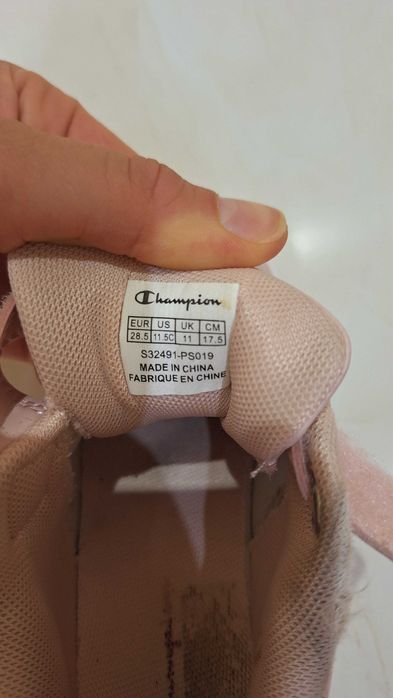 Champion
EUR US UK CM
28.5 11.5C 11 17.5
S32491-PS019
MADE IN CHINA
FABRIQUE EN CHINE